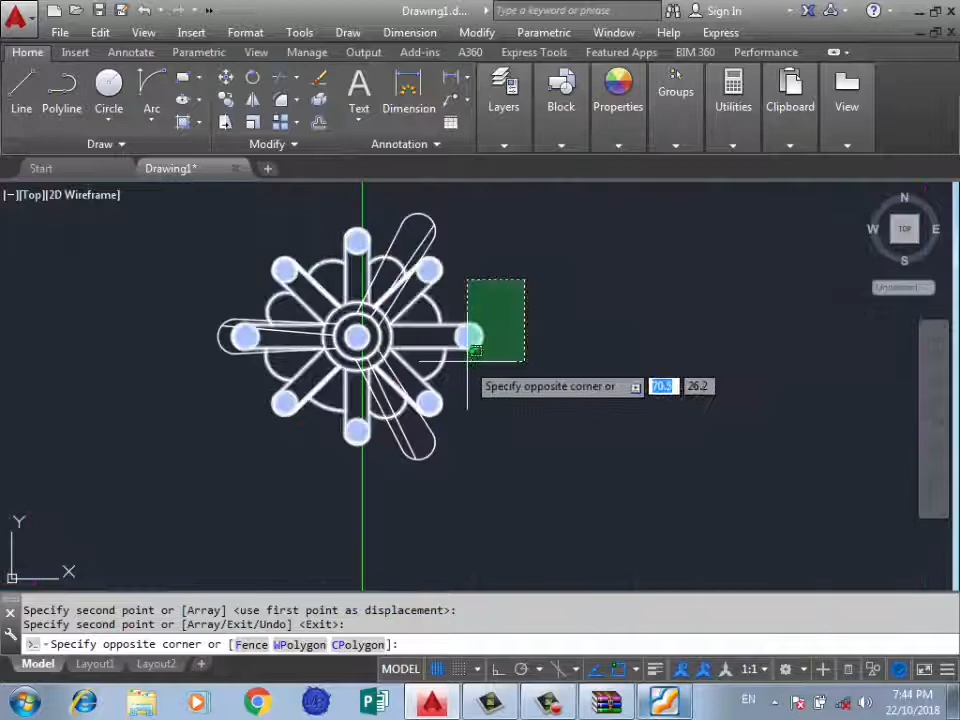 Drawing1.d...
Type a keyword or phrase
Sign In
File Edit View Insert Format Tools Draw Dimension Modify Parametric Window Help Express
Home Insert Annotate Parametric View Manage Output Add-ins A360 Express Tools Featured Apps BIM 360 Performance
Line Polyline Circle Arc Text Dimension Layers Block Properties Groups Utilities Clipboard View
Draw Modify Annotation
Start Drawing1*
[−][Top][2D Wireframe]
N
W TOP E
S
Unnamed
Specify opposite corner or 70.5 26.2
Y
X
Specify second point or [Array] <use first point as displacement>:
Specify second point or [Array/Exit/Undo] <Exit>:
Specify opposite corner or [Fence WPolygon CPolygon]:
Model Layout1 Layout2 +
MODEL 1:1
EN
7:44 PM
22/10/2018